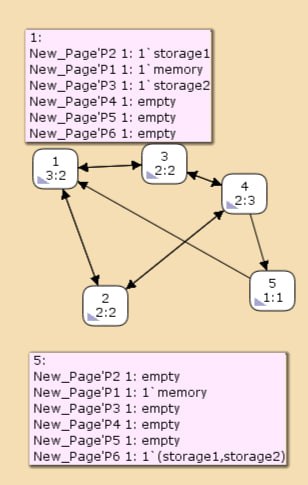 1:
New_Page'P2 1: 1`storage1
New_Page'P1 1: 1`memory
New_Page'P3 1: 1`storage2
New_Page'P4 1: empty
New_Page'P5 1: empty
New_Page'P6 1: empty
1
3:2
3
2:2
4
2:3
5
1:1
2
2:2
5:
New_Page'P2 1: empty
New_Page'P1 1: 1`memory
New_Page'P3 1: empty
New_Page'P4 1: empty
New_Page'P5 1: empty
New_Page'P6 1: 1`(storage1,storage2)